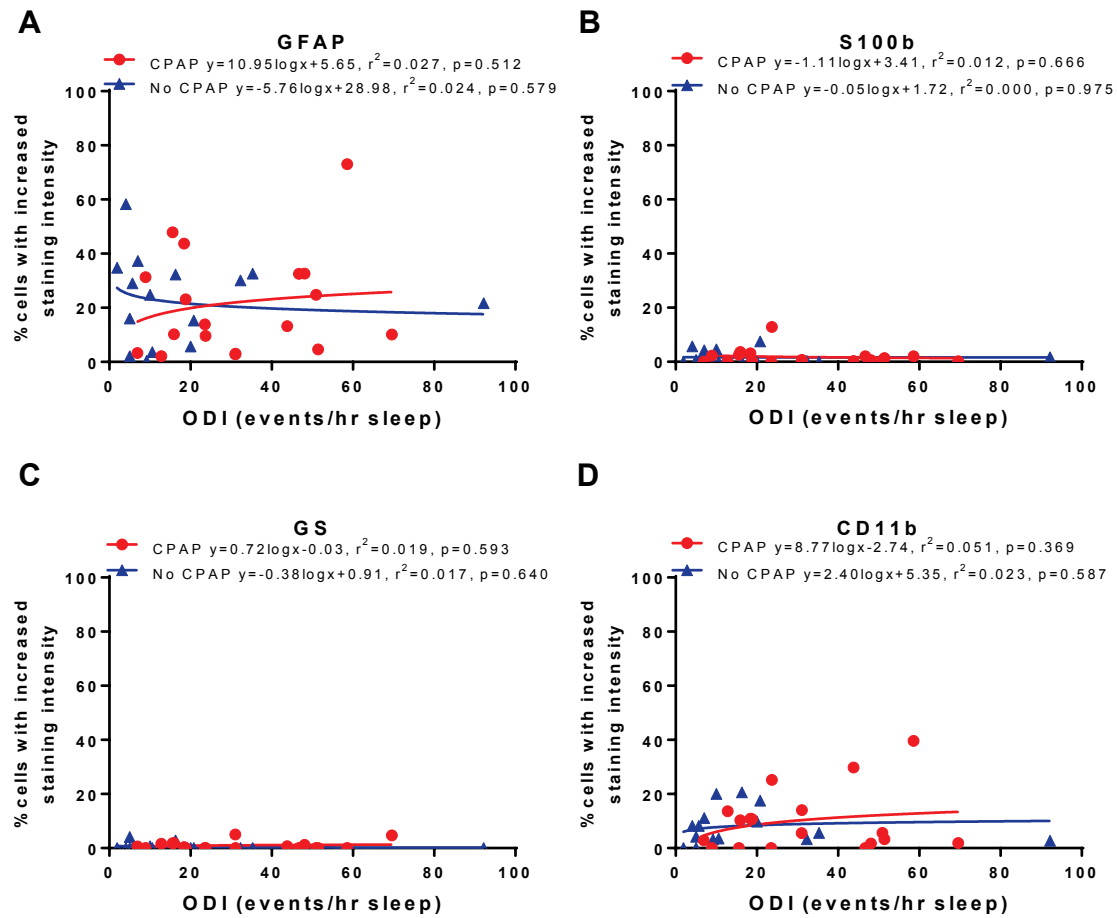 A
GFAP
CPAP y=10.95logx+5.65, r²=0.027, p=0.512
No CPAP y=-5.76logx+28.98, r²=0.024, p=0.579
% cells with increased
staining intensity
100
80
60
40
20
0
0 20 40 60 80 100
ODI (events/hr sleep)
B
S100b
CPAP y=-1.11logx+3.41, r²=0.012, p=0.666
No CPAP y=-0.05logx+1.72, r²=0.000, p=0.975
% cells with increased
staining intensity
100
80
60
40
20
0
0 20 40 60 80 100
ODI (events/hr sleep)
C
GS
CPAP y=0.72logx-0.03, r²=0.019, p=0.593
No CPAP y=-0.38logx+0.91, r²=0.017, p=0.640
% cells with increased
staining intensity
100
80
60
40
20
0
0 20 40 60 80 100
ODI (events/hr sleep)
D
CD11b
CPAP y=8.77logx-2.74, r²=0.051, p=0.369
No CPAP y=2.40logx+5.35, r²=0.023, p=0.587
% cells with increased
staining intensity
100
80
60
40
20
0
0 20 40 60 80 100
ODI (events/hr sleep)